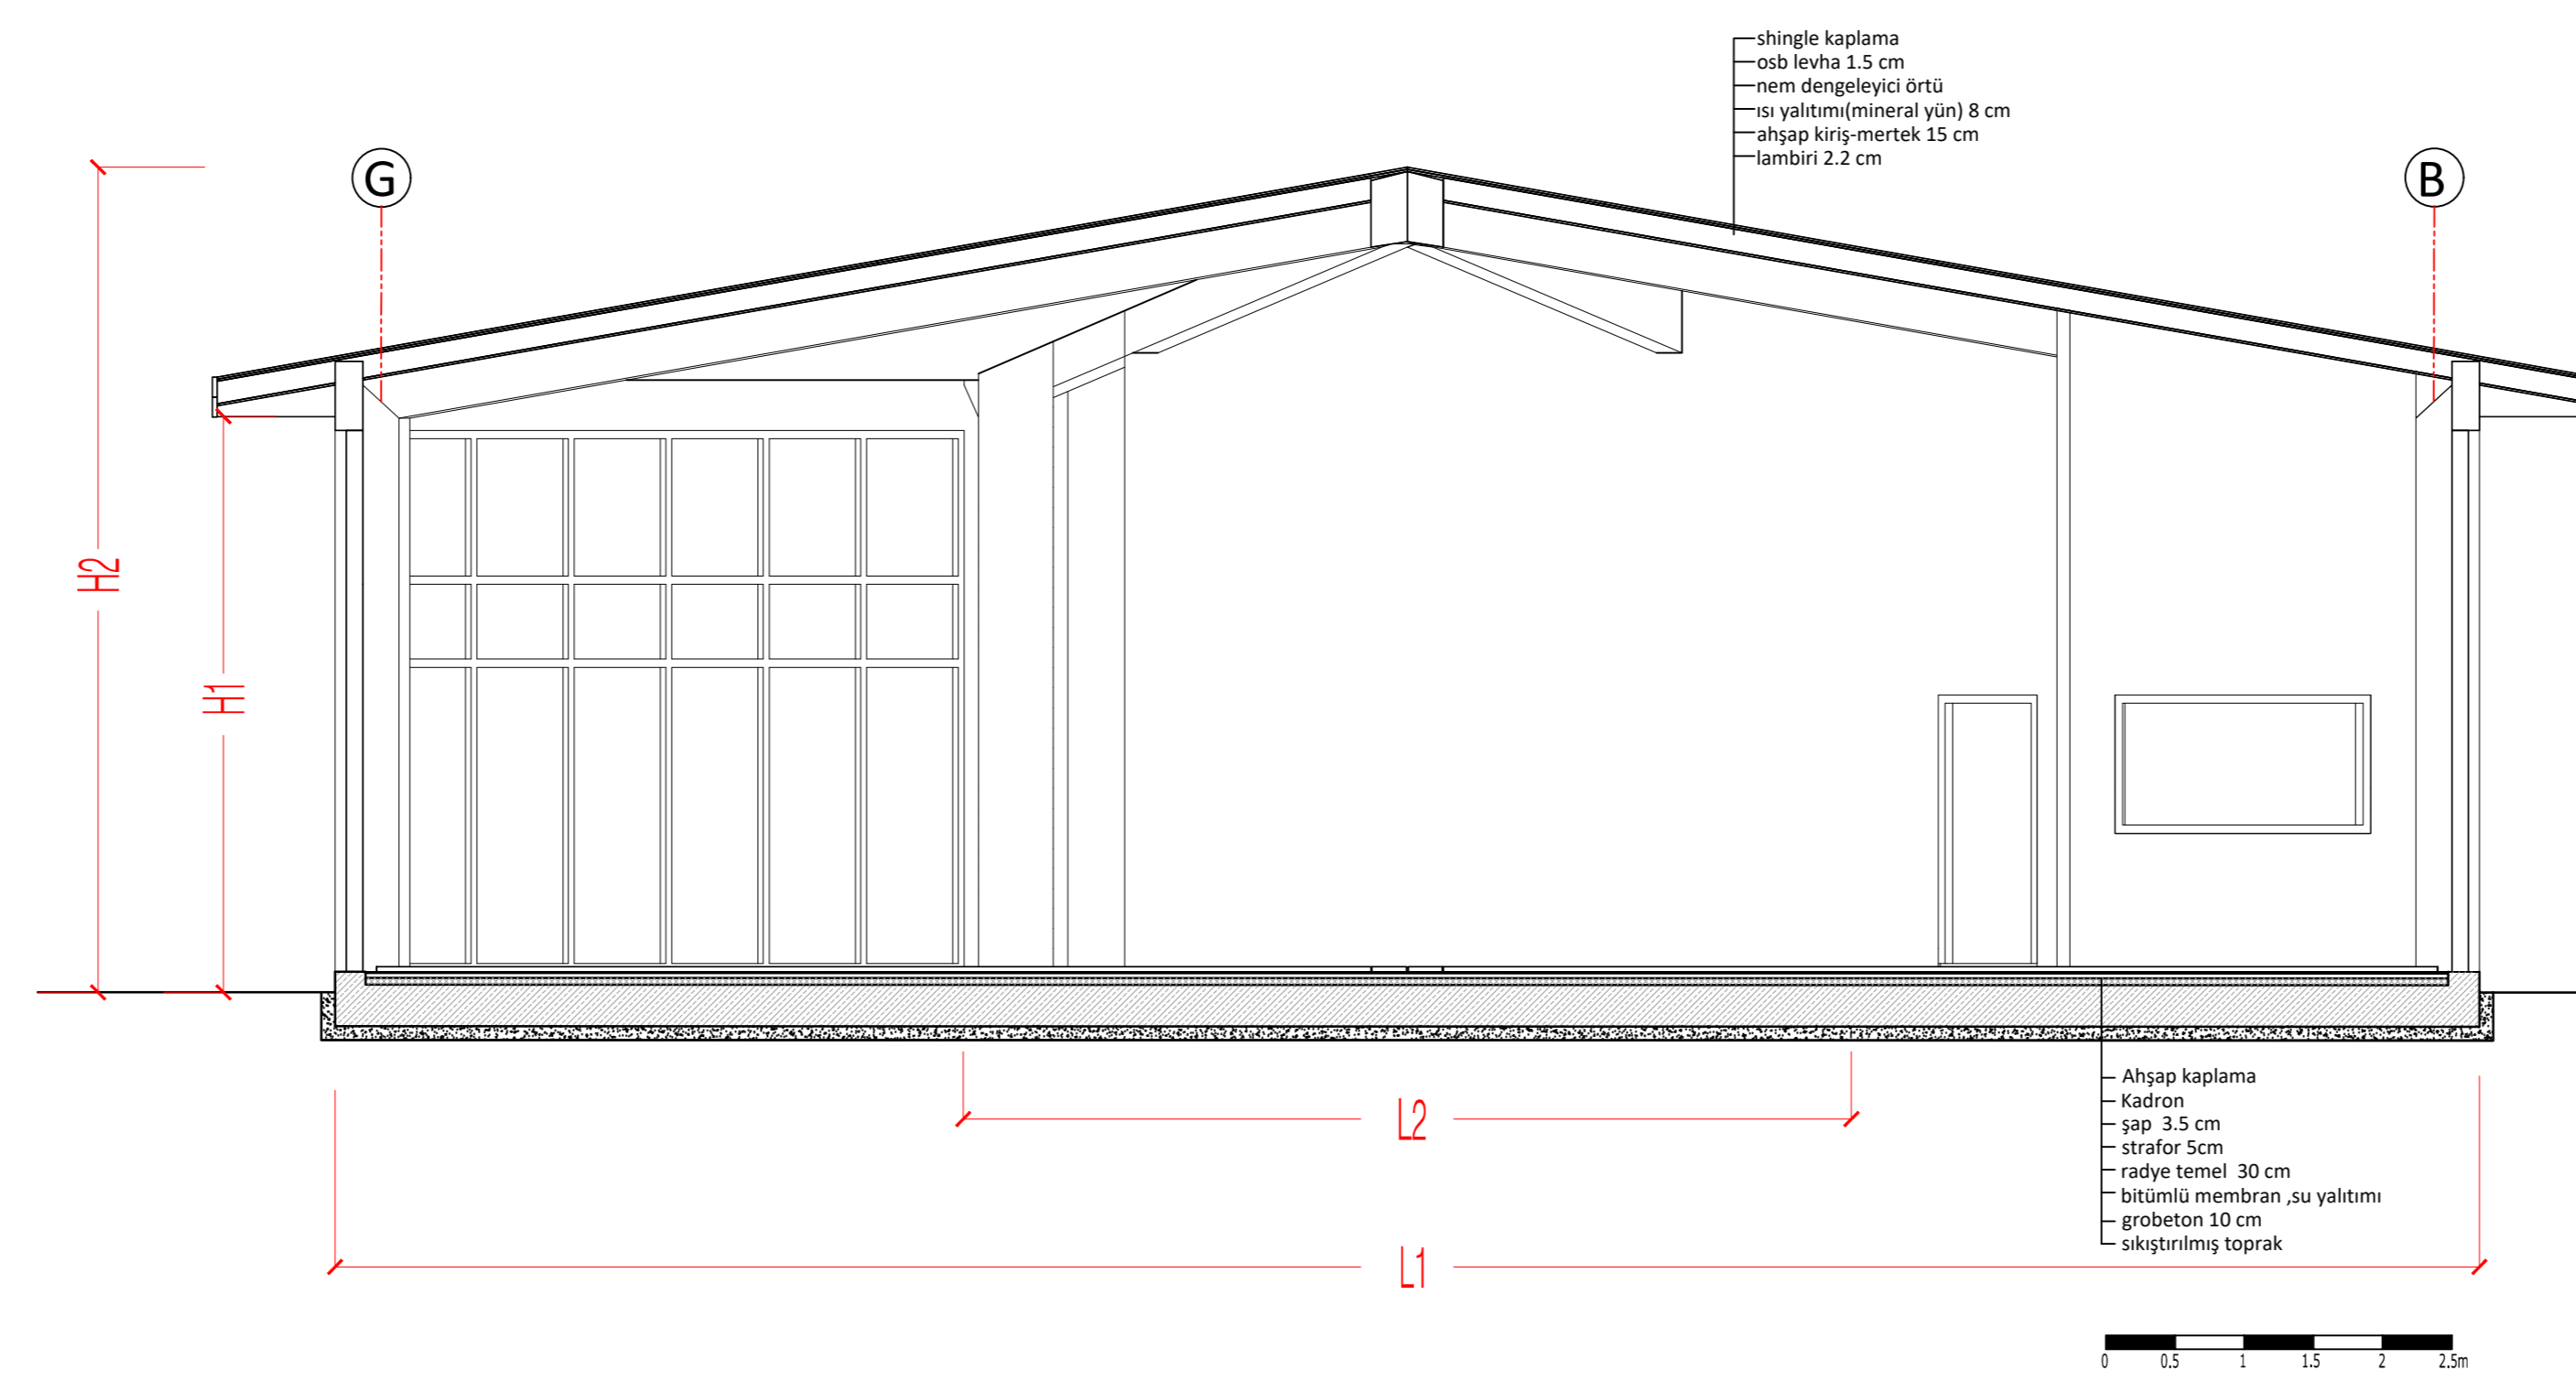 shingle kaplama
osb levha 1.5 cm
nem dengeleyici örtü
ısı yalıtımı(mineral yün) 8 cm
ahşap kiriş-mertek 15 cm
lambiri 2.2 cm
G
B
H2
H1
L2
L1
Ahşap kaplama
Kadron
şap 3.5 cm
strafor 5cm
radye temel 30 cm
bitümlü membran ,su yalıtımı
grobeton 10 cm
sıkıştırılmış toprak
0 0.5 1 1.5 2 2.5m